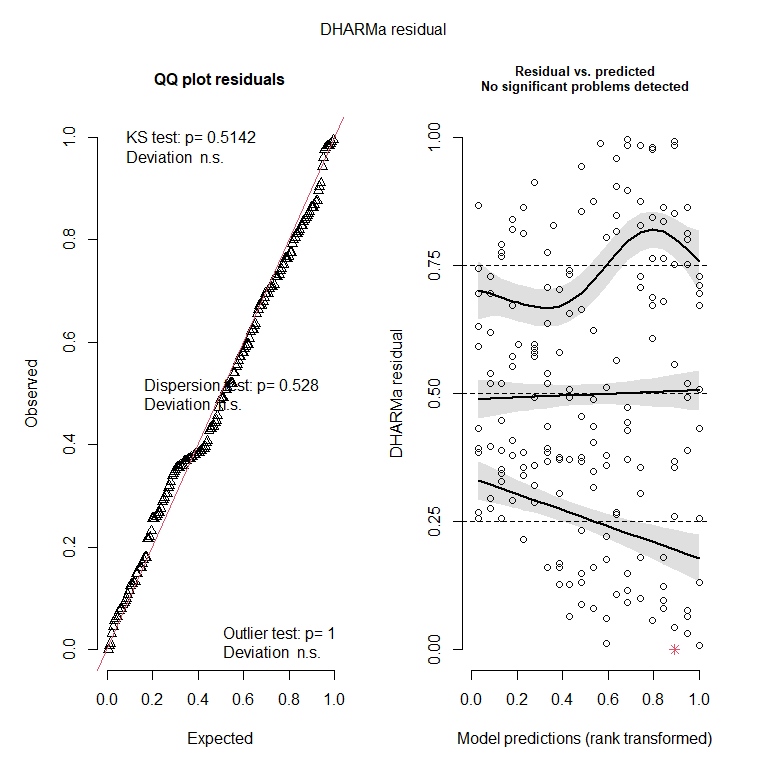 DHARMa residual
QQ plot residuals
KS test: p= 0.5142
Deviation n.s.
Dispersion test: p= 0.528
Deviation n.s.
Outlier test: p= 1
Deviation n.s.
Observed
0.0 0.2 0.4 0.6 0.8 1.0
0.0 0.2 0.4 0.6 0.8 1.0
Expected
Residual vs. predicted
No significant problems detected
DHARMa residual
0.00 0.25 0.50 0.75 1.00
0.0 0.2 0.4 0.6 0.8 1.0
Model predictions (rank transformed)